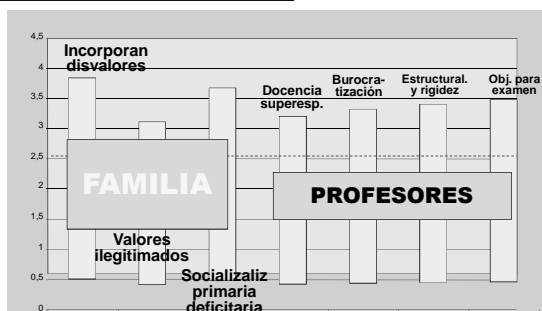 4,5
4
3,5
3
2,5
2
1,5
1
0,5
0
Incorporan
disvalores
Docencia
superesp.
Burocra-
tización
Estructural.
y rigidez
Obj. para
examen
FAMILIA
PROFESORES
Valores
ilegitimados
Socializaliz
primaria
deficitaria